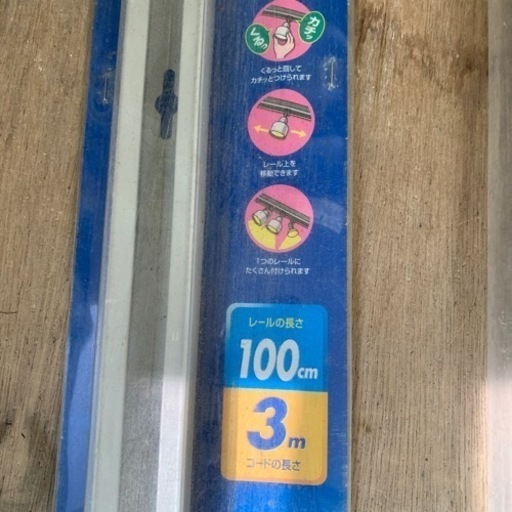 くるっ
カチッ
くるっと回して
カチッとつけられます
レール上を
移動できます
1つのレールに
たくさん付けられます
レールの長さ
100cm
3m
コードの長さ